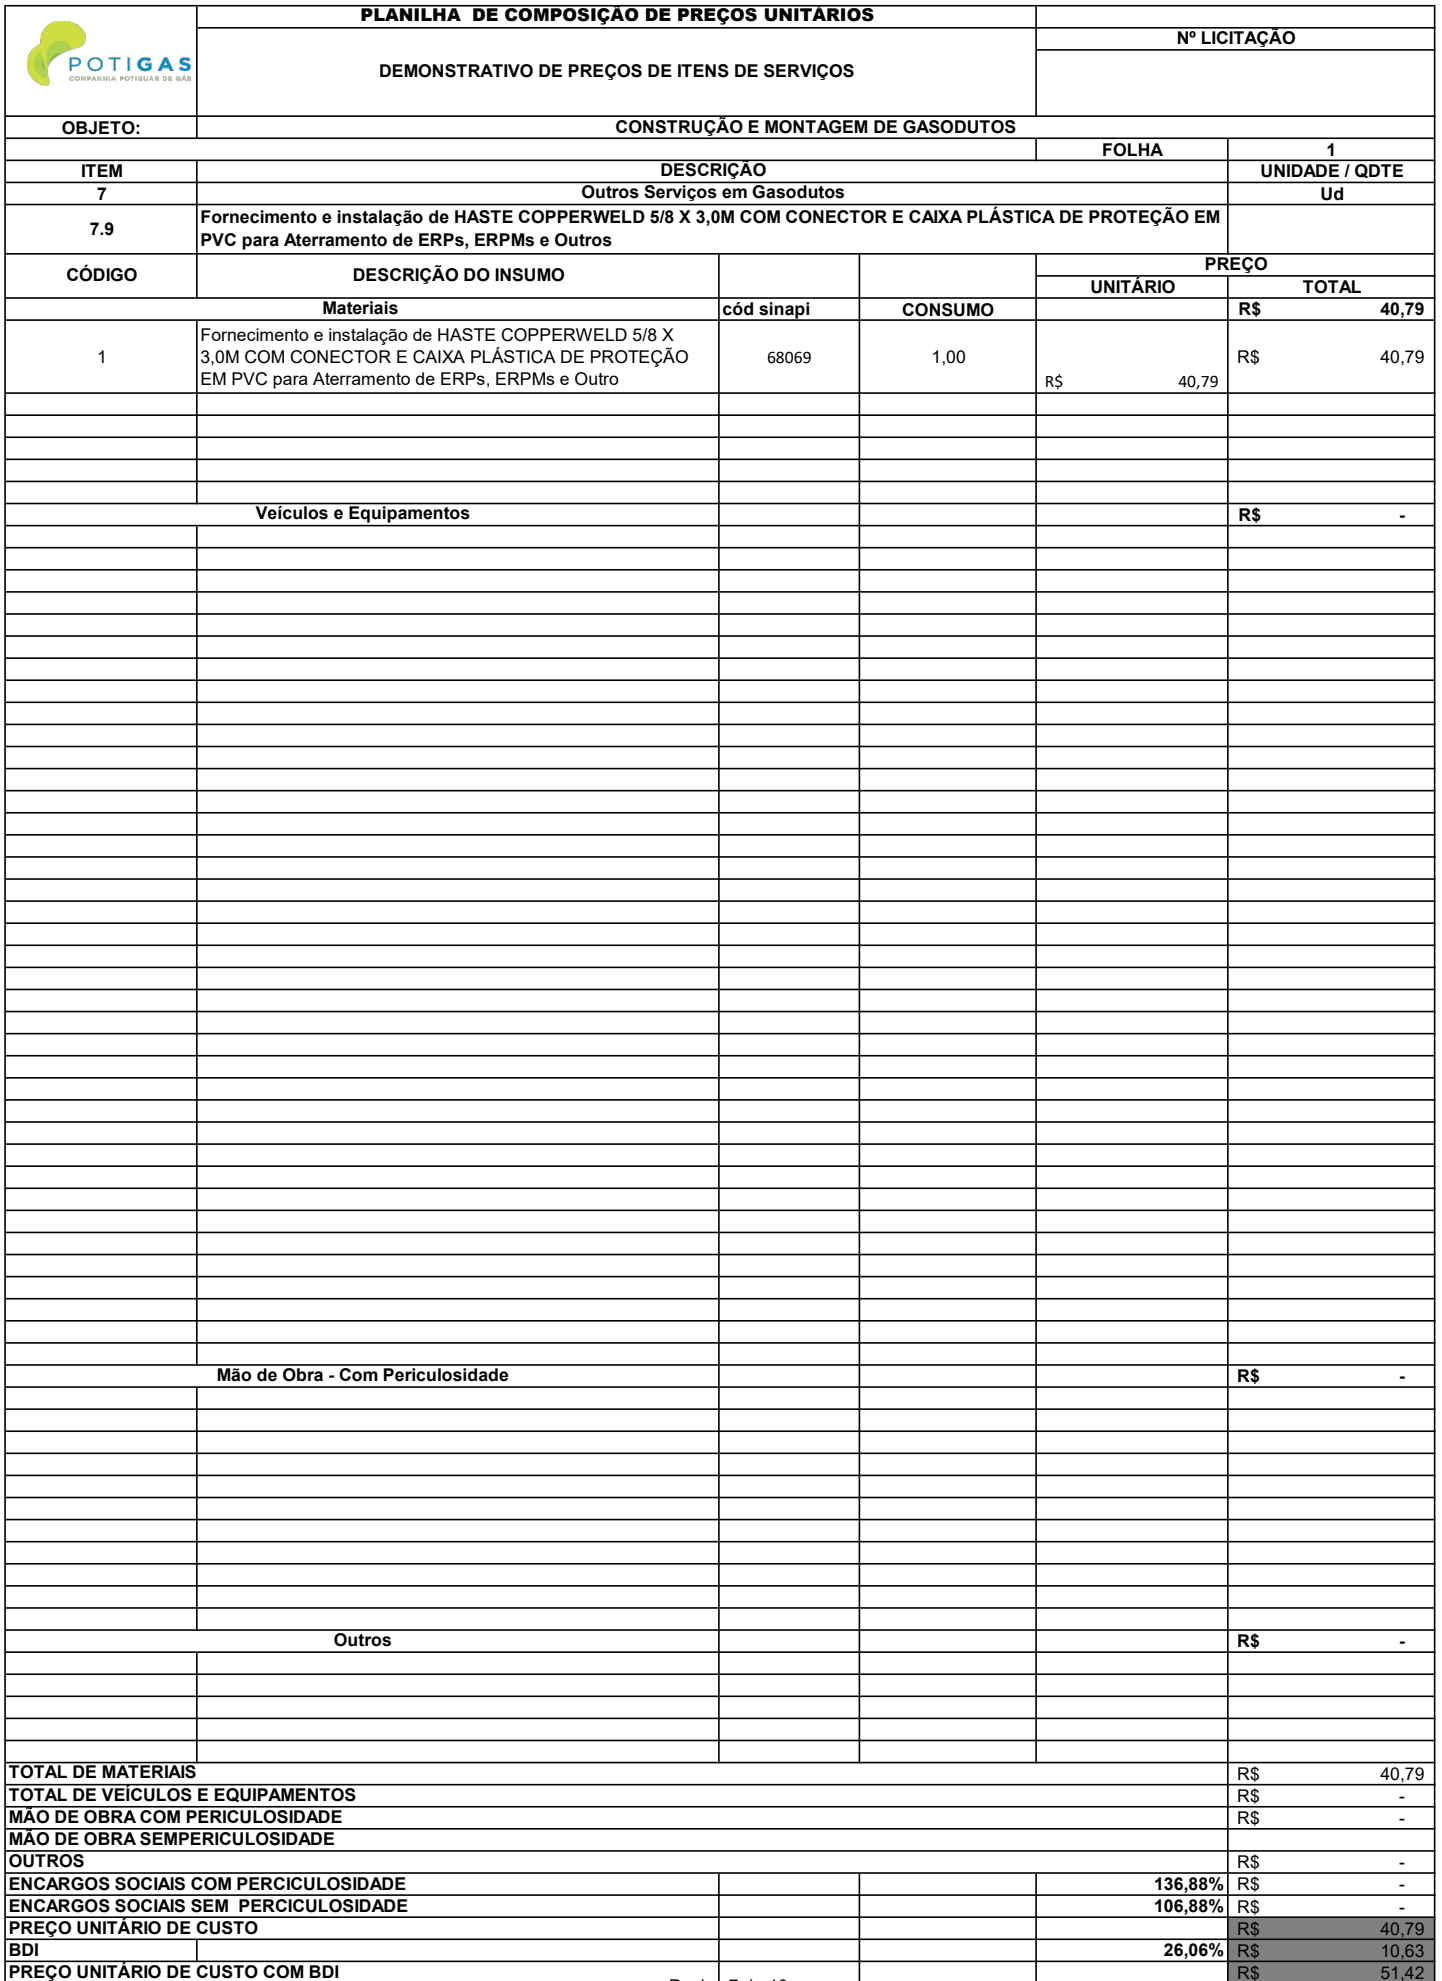 PLANILHA DE COMPOSIÇÃO DE PREÇOS UNITÁRIOS
Nº LICITAÇÃO
POTIGAS
COMPANHIA POTIGUAR DE GÁS
DEMONSTRATIVO DE PREÇOS DE ITENS DE SERVIÇOS
OBJETO: CONSTRUÇÃO E MONTAGEM DE GASODUTOS
FOLHA 1
ITEM DESCRIÇÃO UNIDADE / QDTE
7 Outros Serviços em Gasodutos Ud
7.9 Fornecimento e instalação de HASTE COPPERWELD 5/8 X 3,0M COM CONECTOR E CAIXA PLÁSTICA DE PROTEÇÃO EM
PVC para Aterramento de ERPs, ERPMs e Outros
CÓDIGO DESCRIÇÃO DO INSUMO PREÇO
UNITÁRIO TOTAL
Materiais cód sinapi CONSUMO R$ 40,79
Fornecimento e instalação de HASTE COPPERWELD 5/8 X
1 3,0M COM CONECTOR E CAIXA PLÁSTICA DE PROTEÇÃO 68069 1,00 R$ 40,79
EM PVC para Aterramento de ERPs, ERPMs e Outro R$ 40,79
Veículos e Equipamentos R$ -
Mão de Obra - Com Periculosidade R$ -
Outros R$ -
TOTAL DE MATERIAIS R$ 40,79
TOTAL DE VEÍCULOS E EQUIPAMENTOS R$ -
MÃO DE OBRA COM PERICULOSIDADE R$ -
MÃO DE OBRA SEMPERICULOSIDADE
OUTROS R$ -
ENCARGOS SOCIAIS COM PERCICULOSIDADE 136,88% R$ -
ENCARGOS SOCIAIS SEM PERCICULOSIDADE 106,88% R$ -
PREÇO UNITÁRIO DE CUSTO R$ 40,79
BDI 26,06% R$ 10,63
PREÇO UNITÁRIO DE CUSTO COM BDI R$ 51,42